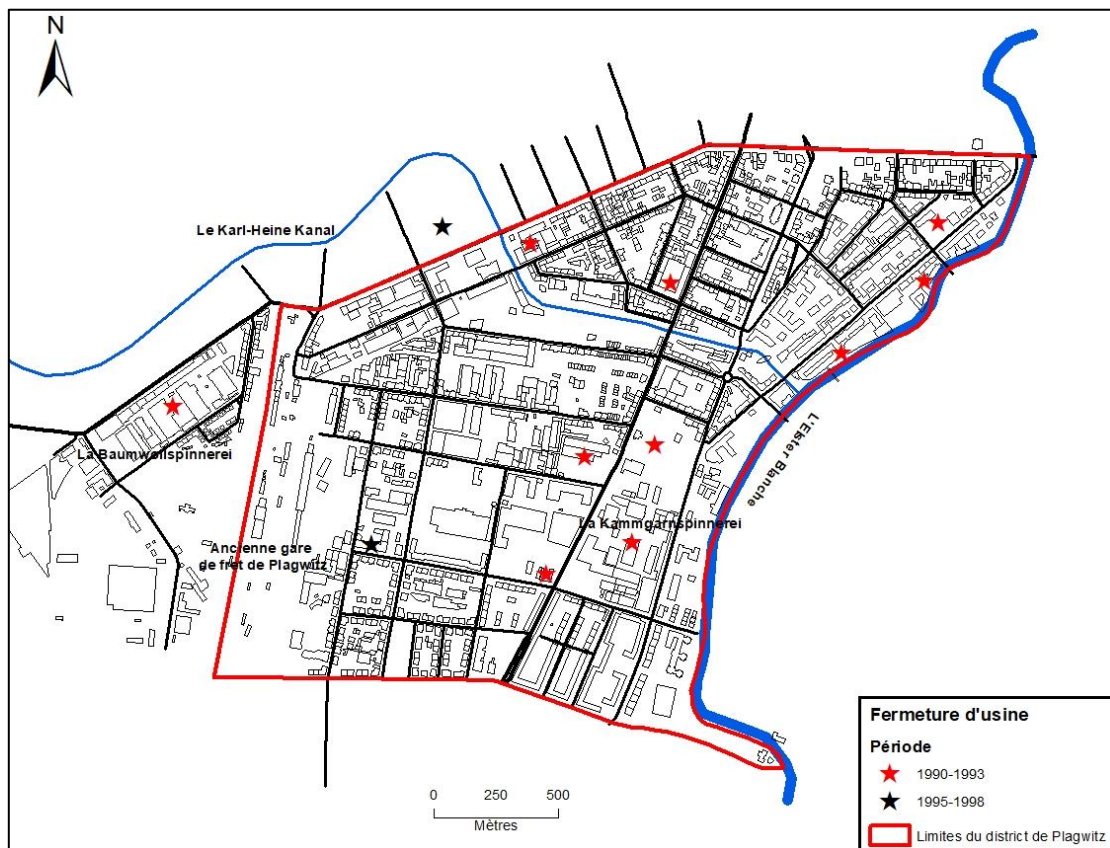 N
Le Karl-Heine Kanal
La Baumwollspinnerei
L'Elster Blanche
La Kammgarnspinnerei
Ancienne gare
de fret de Plagwitz
0 250 500
Mètres
Fermeture d'usine
Période
1990-1993
1995-1998
Limites du district de Plagwitz